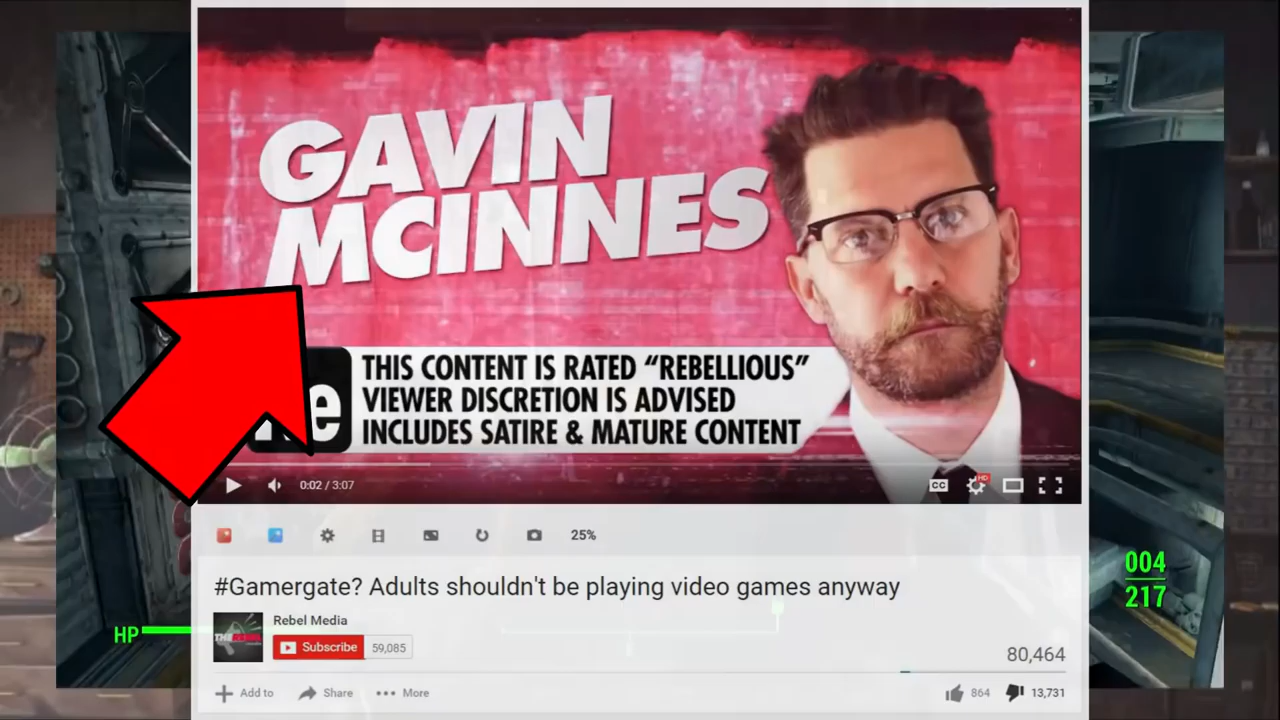 GAVIN
MCINNES
THIS CONTENT IS RATED “REBELLIOUS”
VIEWER DISCRETION IS ADVISED
INCLUDES SATIRE & MATURE CONTENT
0:02 / 3:07
CC
HD
25%
#Gamergate? Adults shouldn't be playing video games anyway
Rebel Media
Subscribe 59,085
80,464
Add to Share More
864 13,731
HP
004
217